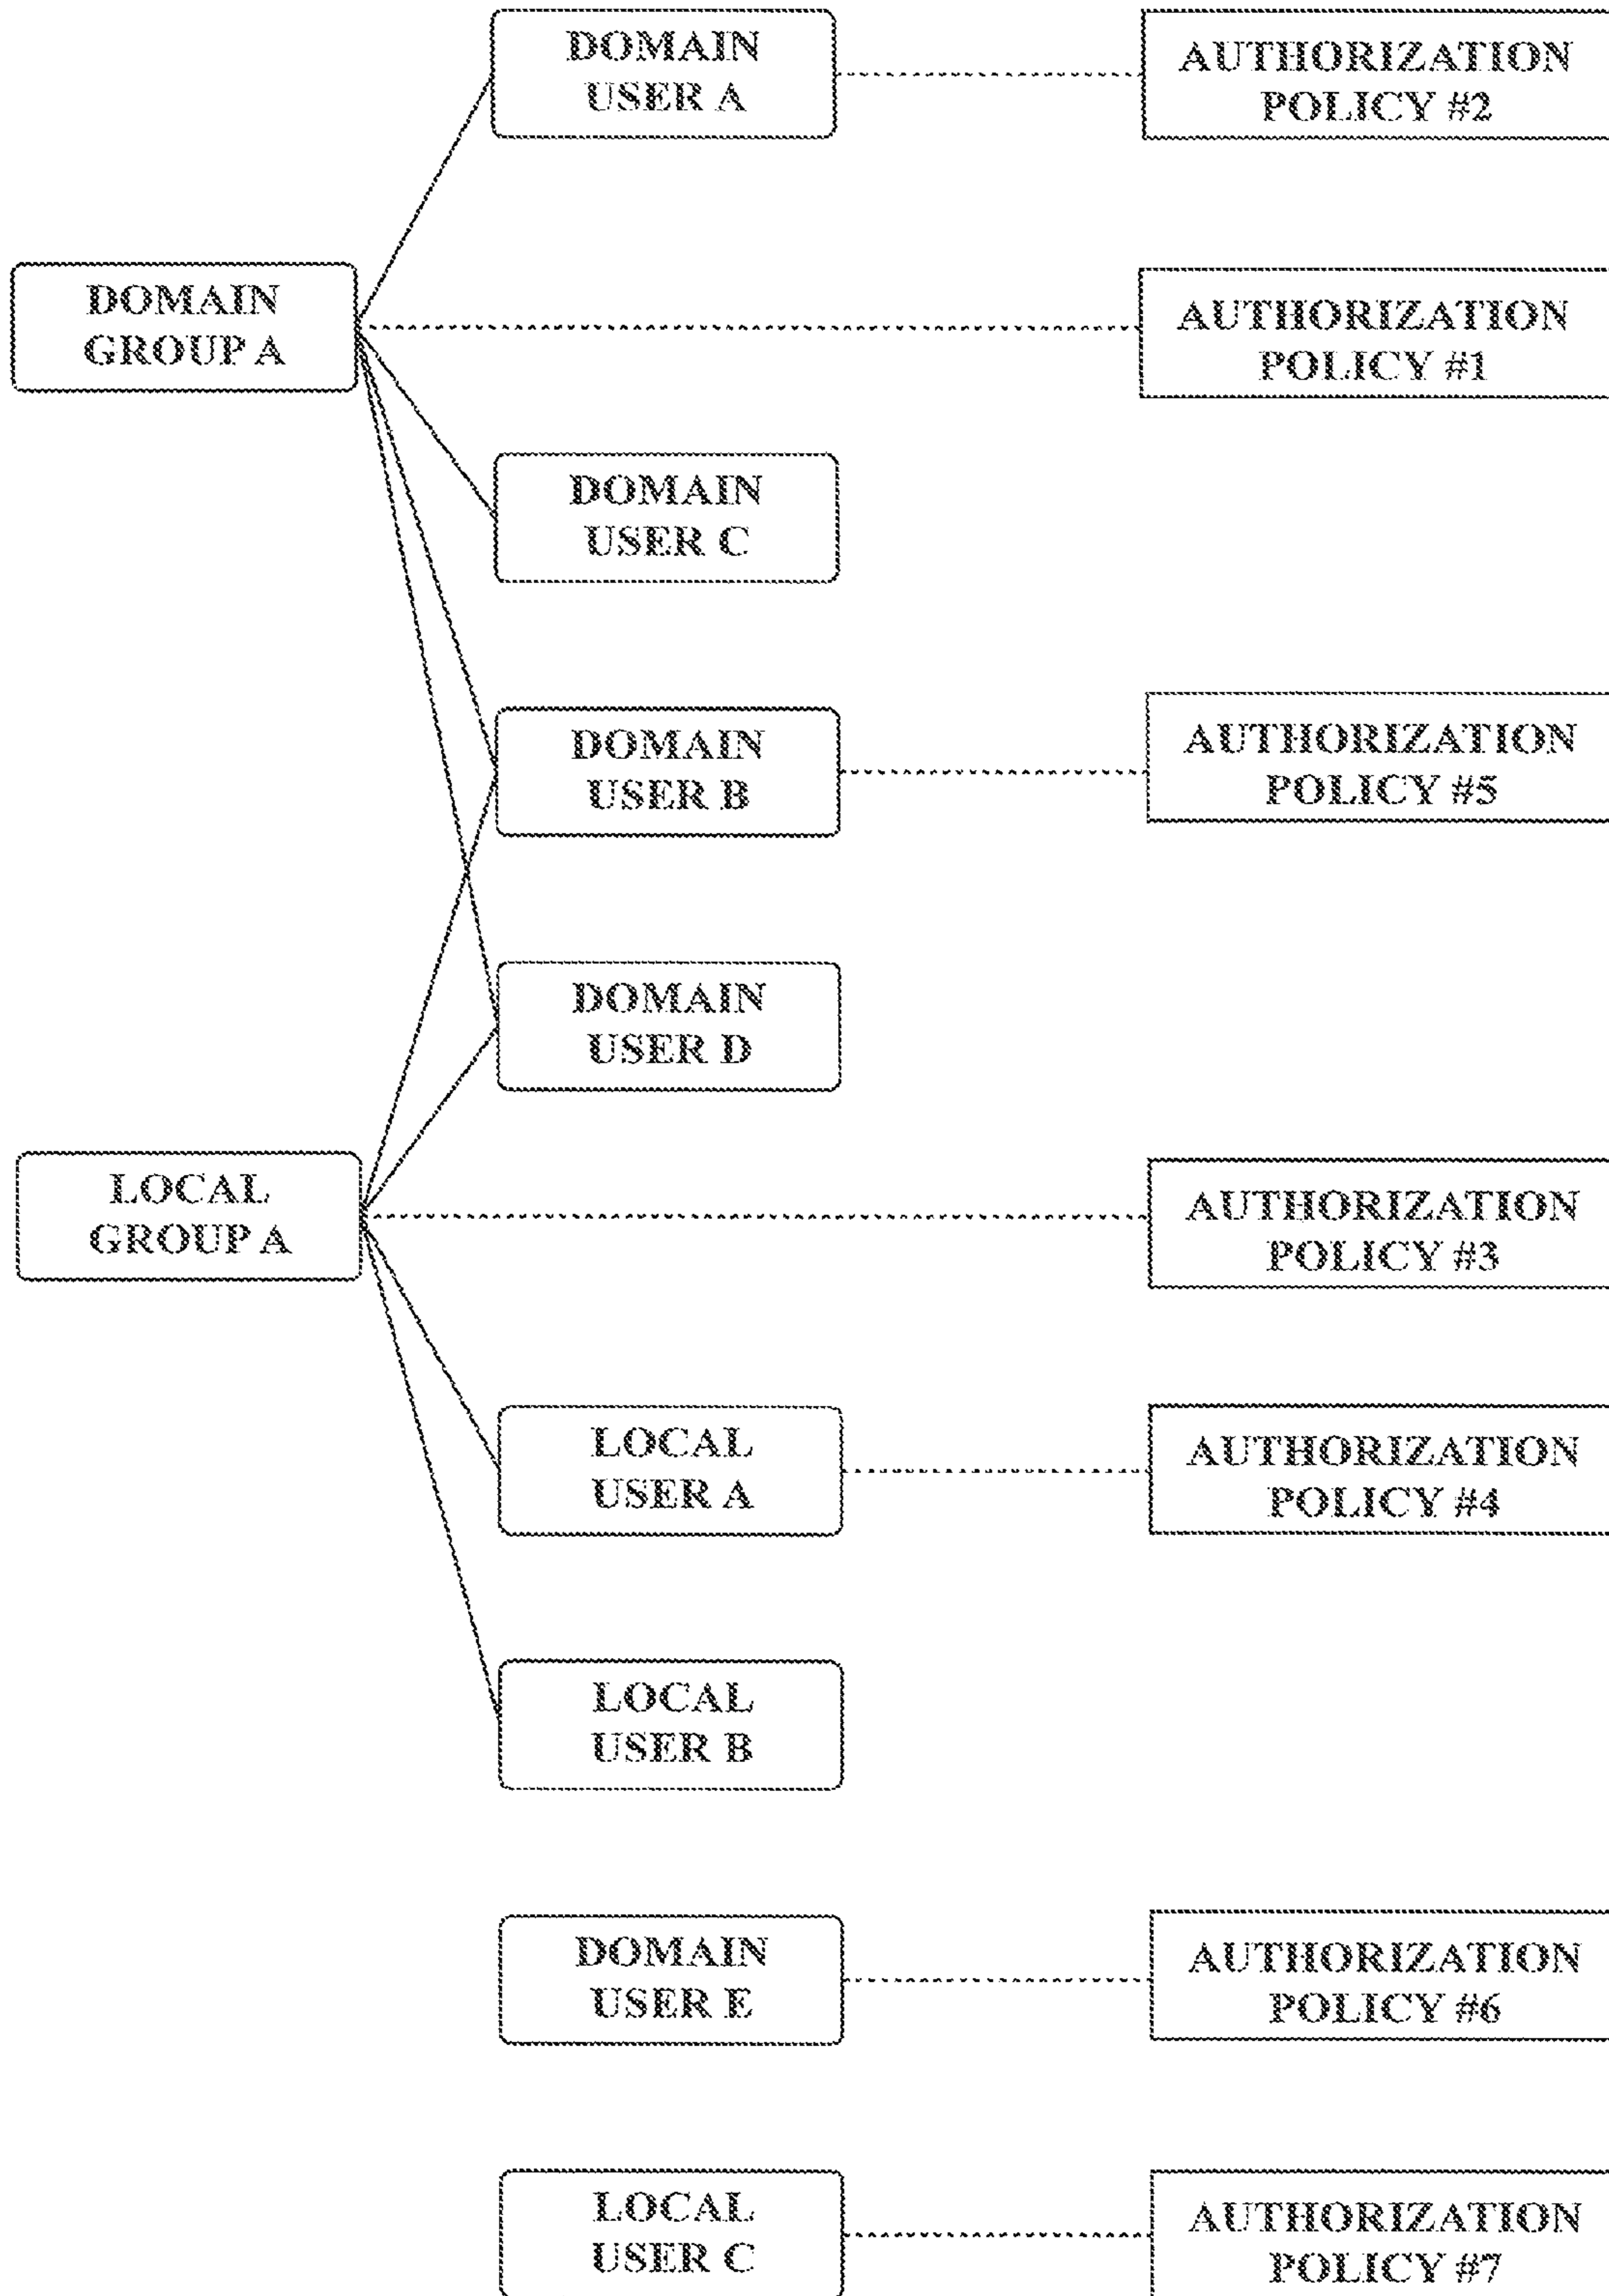 DOMAIN
USER A
AUTHORIZATION
POLICY #2
DOMAIN
GROUP A
AUTHORIZATION
POLICY #1
DOMAIN
USER C
DOMAIN
USER B
AUTHORIZATION
POLICY #5
DOMAIN
USER D
LOCAL
GROUP A
AUTHORIZATION
POLICY #3
LOCAL
USER A
AUTHORIZATION
POLICY #4
LOCAL
USER B
DOMAIN
USER E
AUTHORIZATION
POLICY #6
LOCAL
USER C
AUTHORIZATION
POLICY #7